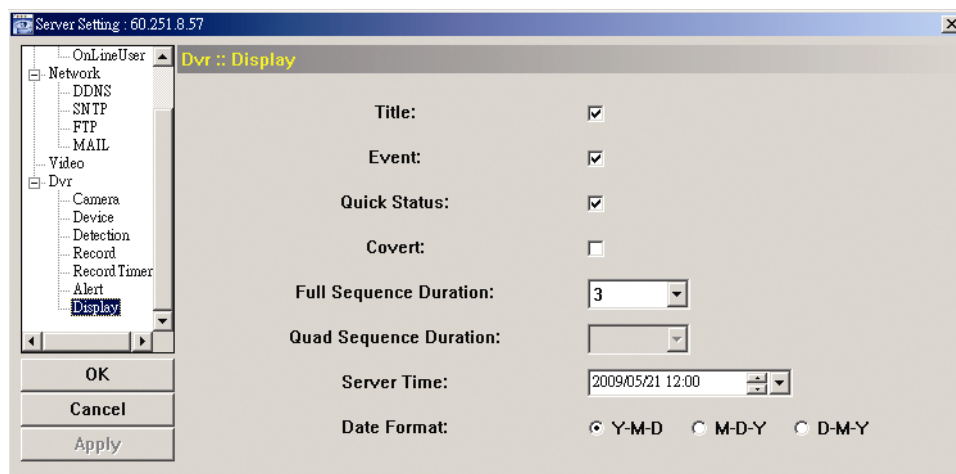 Server Setting : 60.251.8.57
OnLineUser
Network
DDNS
SNTP
FTP
MAIL
Video
Dvr
Camera
Device
Detection
Record
Record Timer
Alert
Display
OK
Cancel
Apply
Dvr :: Display
Title:
Event:
Quick Status:
Covert:
Full Sequence Duration: 3
Quad Sequence Duration:
Server Time: 2009/05/21 12:00
Date Format: Y-M-D M-D-Y D-M-Y